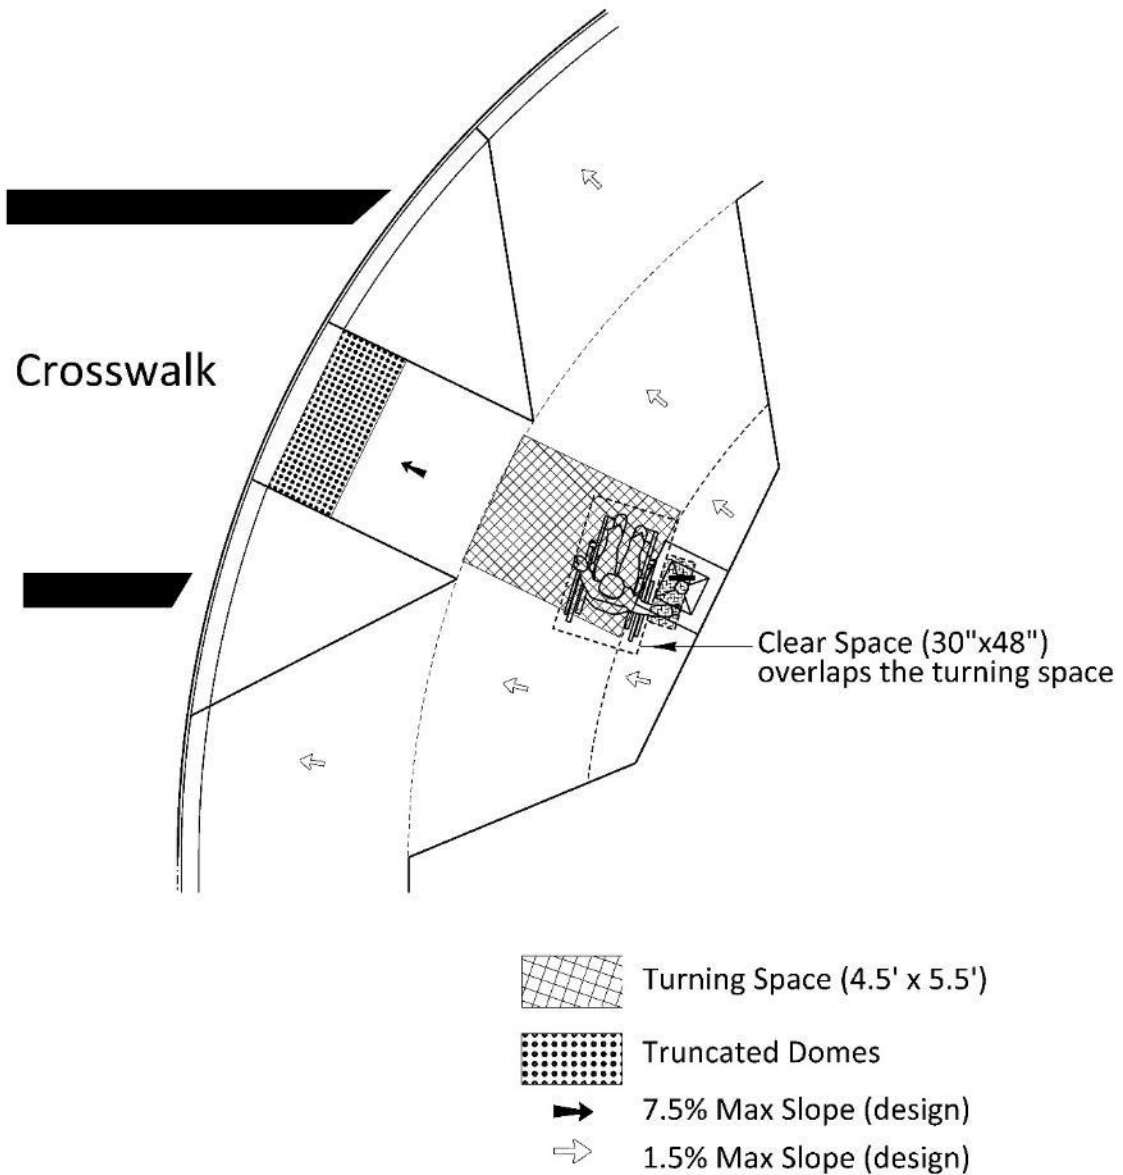 Crosswalk
Clear Space (30"x48")
overlaps the turning space
Turning Space (4.5' x 5.5')
Truncated Domes
7.5% Max Slope (design)
1.5% Max Slope (design)